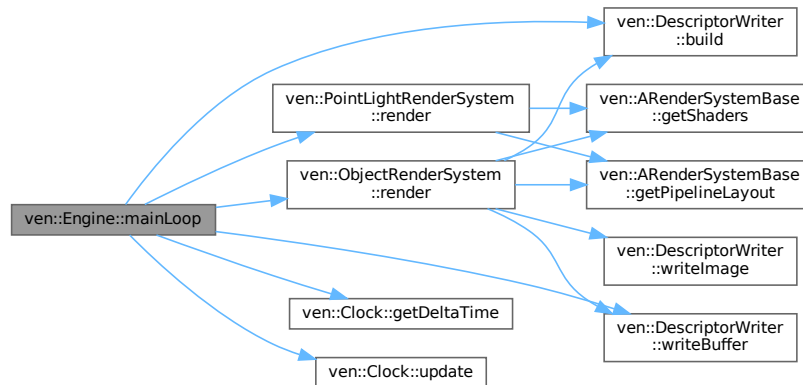 ven::Engine::mainLoop
ven::DescriptorWriter
::build
ven::PointLightRenderSystem
::render
ven::ARenderSystemBase
::getShaders
ven::ObjectRenderSystem
::render
ven::ARenderSystemBase
::getPipelineLayout
ven::DescriptorWriter
::writeImage
ven::Clock::getDeltaTime
ven::DescriptorWriter
::writeBuffer
ven::Clock::update